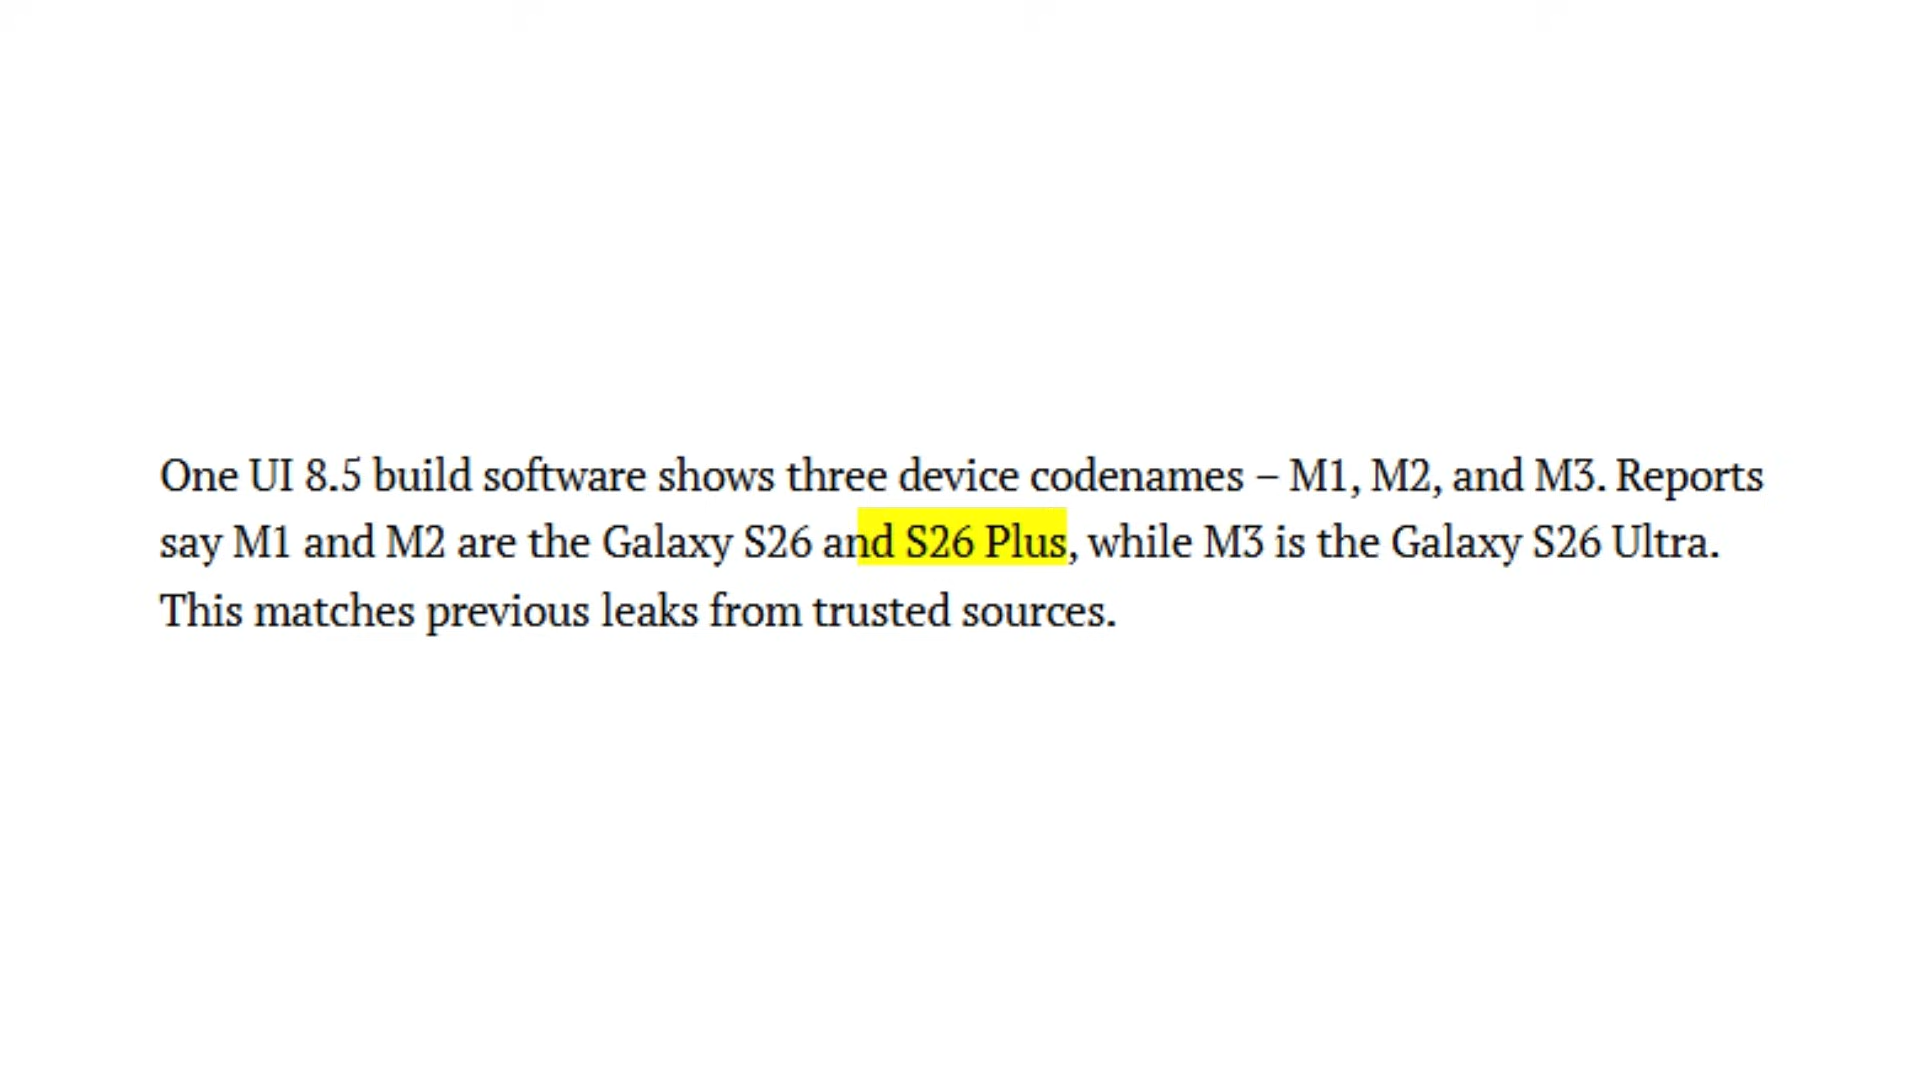 One UI 8.5 build software shows three device codenames – M1, M2, and M3. Reports
say M1 and M2 are the Galaxy S26 and S26 Plus, while M3 is the Galaxy S26 Ultra.
This matches previous leaks from trusted sources.